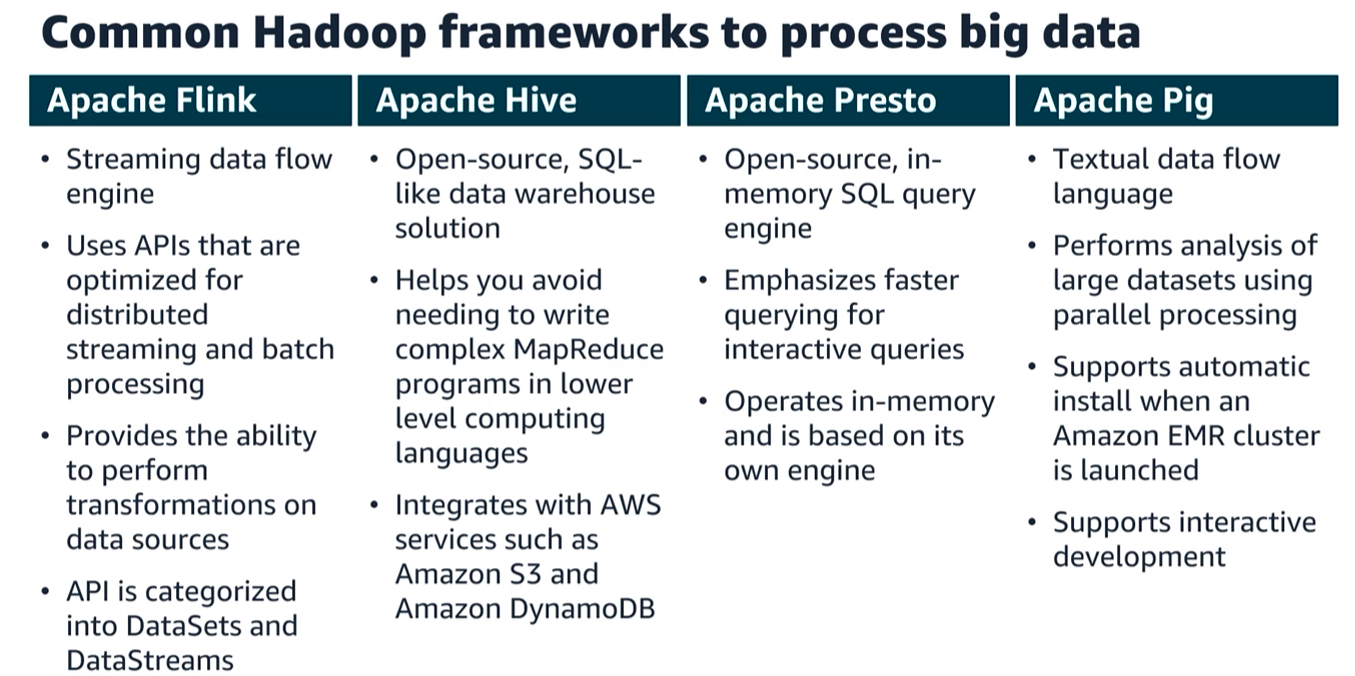 Common Hadoop frameworks to process big data
Apache Flink
• Streaming data flow
engine
• Uses APIs that are
optimized for
distributed
streaming and batch
processing
• Provides the ability
to perform
transformations on
data sources
• API is categorized
into DataSets and
DataStreams
Apache Hive
• Open-source, SQL-
like data warehouse
solution
• Helps you avoid
needing to write
complex MapReduce
programs in lower
level computing
languages
• Integrates with AWS
services such as
Amazon S3 and
Amazon DynamoDB
Apache Presto
• Open-source, in-
memory SQL query
engine
• Emphasizes faster
querying for
interactive queries
• Operates in-memory
and is based on its
own engine
Apache Pig
• Textual data flow
language
• Performs analysis of
large datasets using
parallel processing
• Supports automatic
install when an
Amazon EMR cluster
is launched
• Supports interactive
development